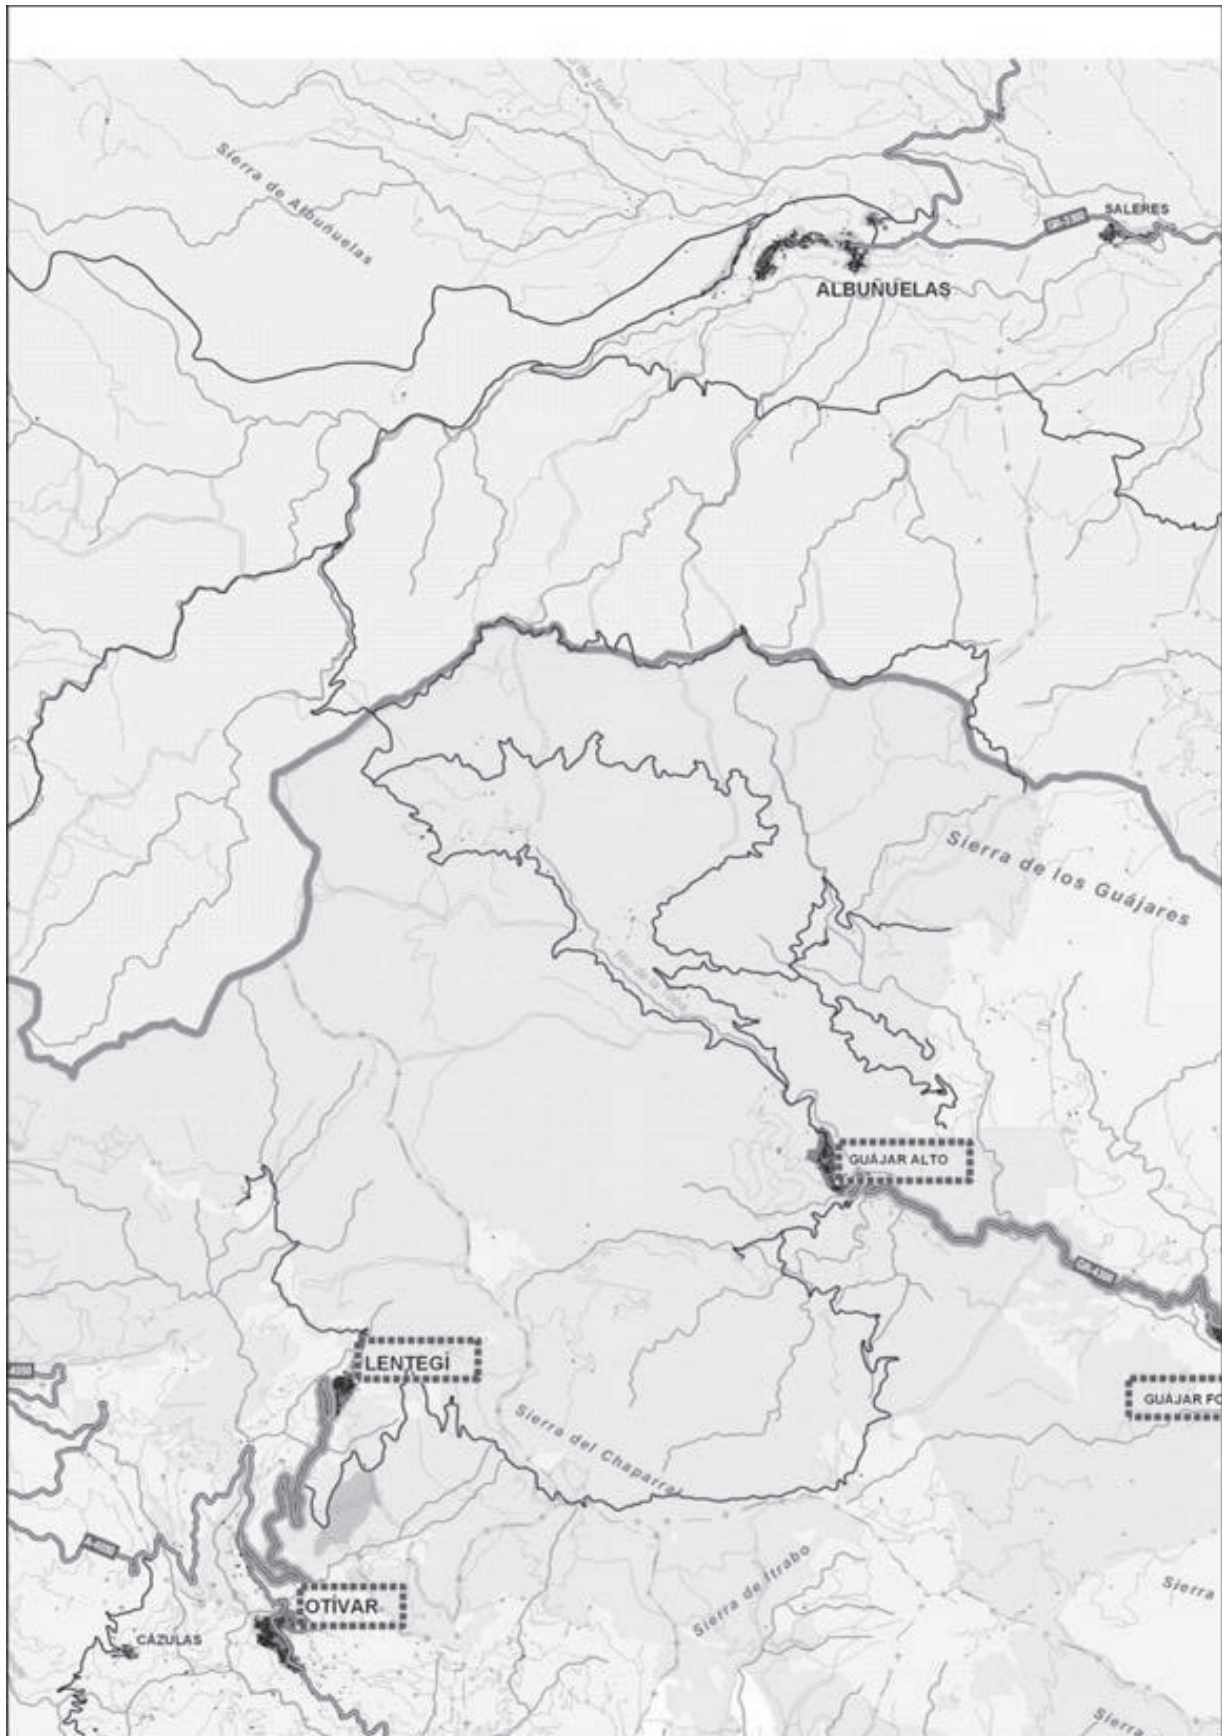 Sierra de Albuñuelas
SALERES
ALBUÑUELAS
Sierra de los Guájares
GUÁJAR ALTO
LENTEGÍ
GUÁJAR FO
Sierra del Chaparral
Sierra de Itrabo
Sierra
OTÍVAR
CÁZULAS
Sierra